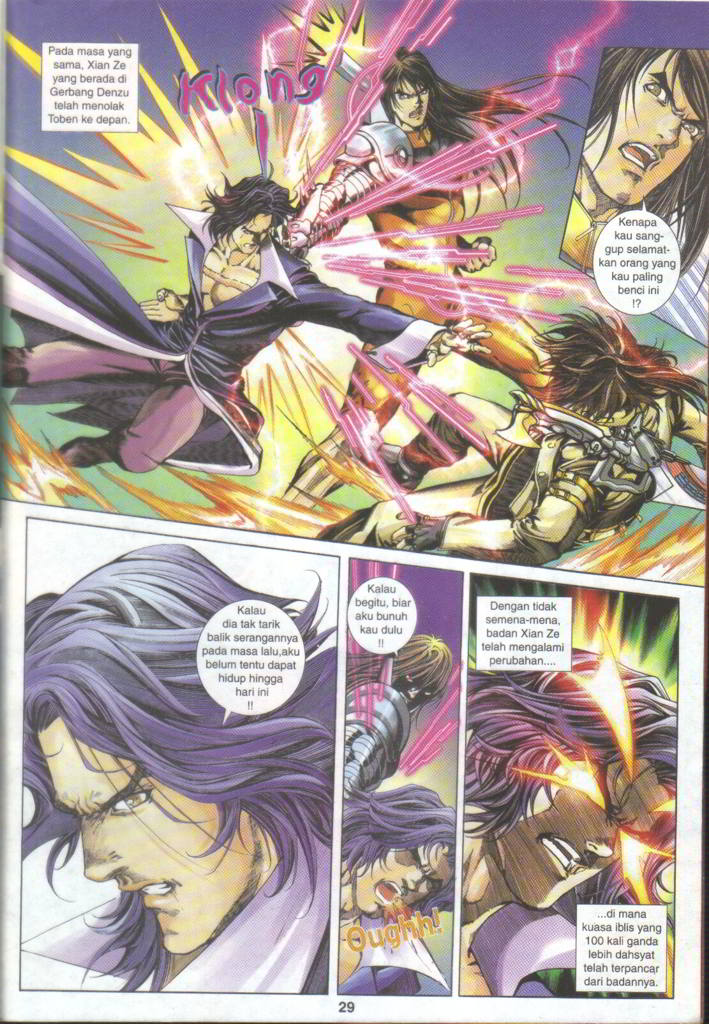 Pada masa yang
sama, Xian Ze
yang berada di
Gerbang Denzu
telah menolak
Toben ke depan.
Klong
!
Kenapa
kau sang-
gup selamat-
kan orang yang
kau paling
benci ini
!?
Kalau
dia tak tarik
balik serangannya
pada masa lalu,aku
belum tentu dapat
hidup hingga
hari ini
!!
Kalau
begitu, biar
aku bunuh
kau dulu
!!
Oughh!
Dengan tidak
semena-mena,
badan Xian Ze
telah mengalami
perubahan....
...di mana
kuasa iblis yang
100 kali ganda
lebih dahsyat
telah terpancar
dari badannya.
29